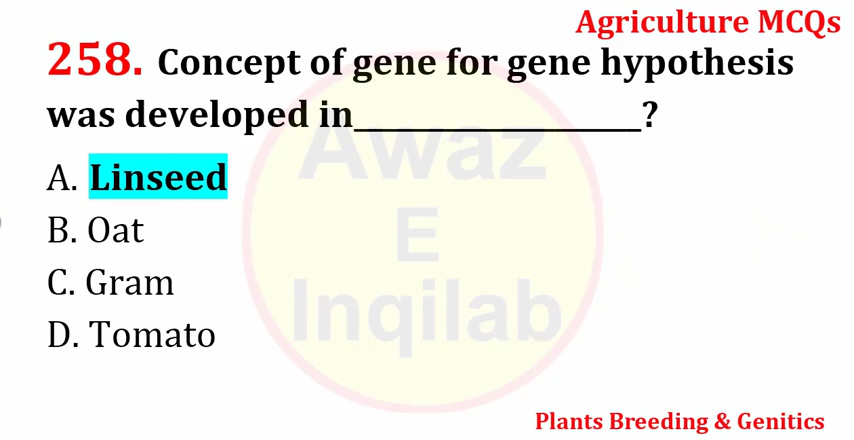 Agriculture MCQs
258. Concept of gene for gene hypothesis
was developed in____________________?
A. Linseed
B. Oat
C. Gram
D. Tomato
Awaz
E
Inqilab
Plants Breeding & Genitics